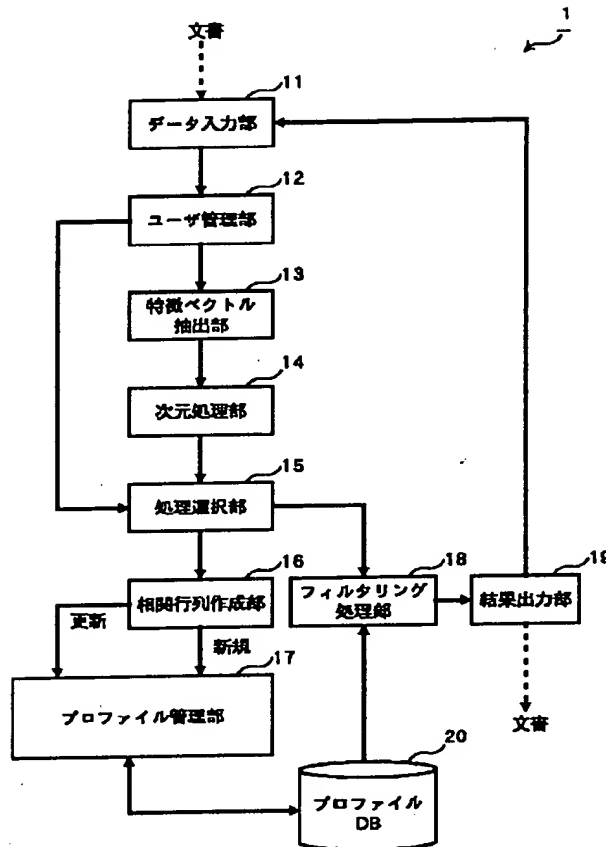 1
文書
11
データ入力部
12
ユーザ管理部
13
特徴ベクトル
抽出部
14
次元処理部
15
処理選択部
16
相関行列作成部
18
フィルタリング
処理部
19
結果出力部
更新
新規
17
プロファイル管理部
文書
20
プロファイル
DB